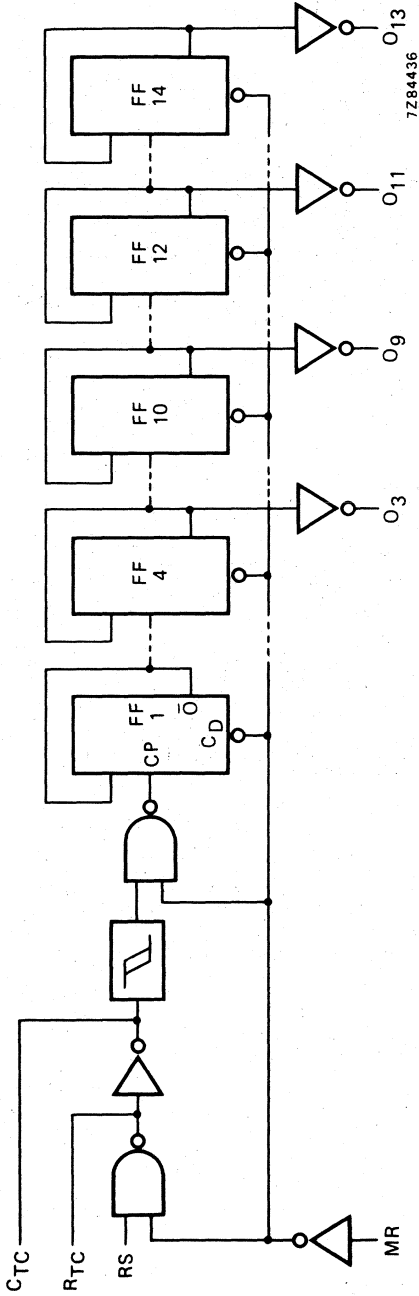 CTC
RTC
RS
MR
CP
FF
1
O̅
CD
FF
4
FF
10
FF
12
FF
14
O3
O9
O11
O13
7Z84436